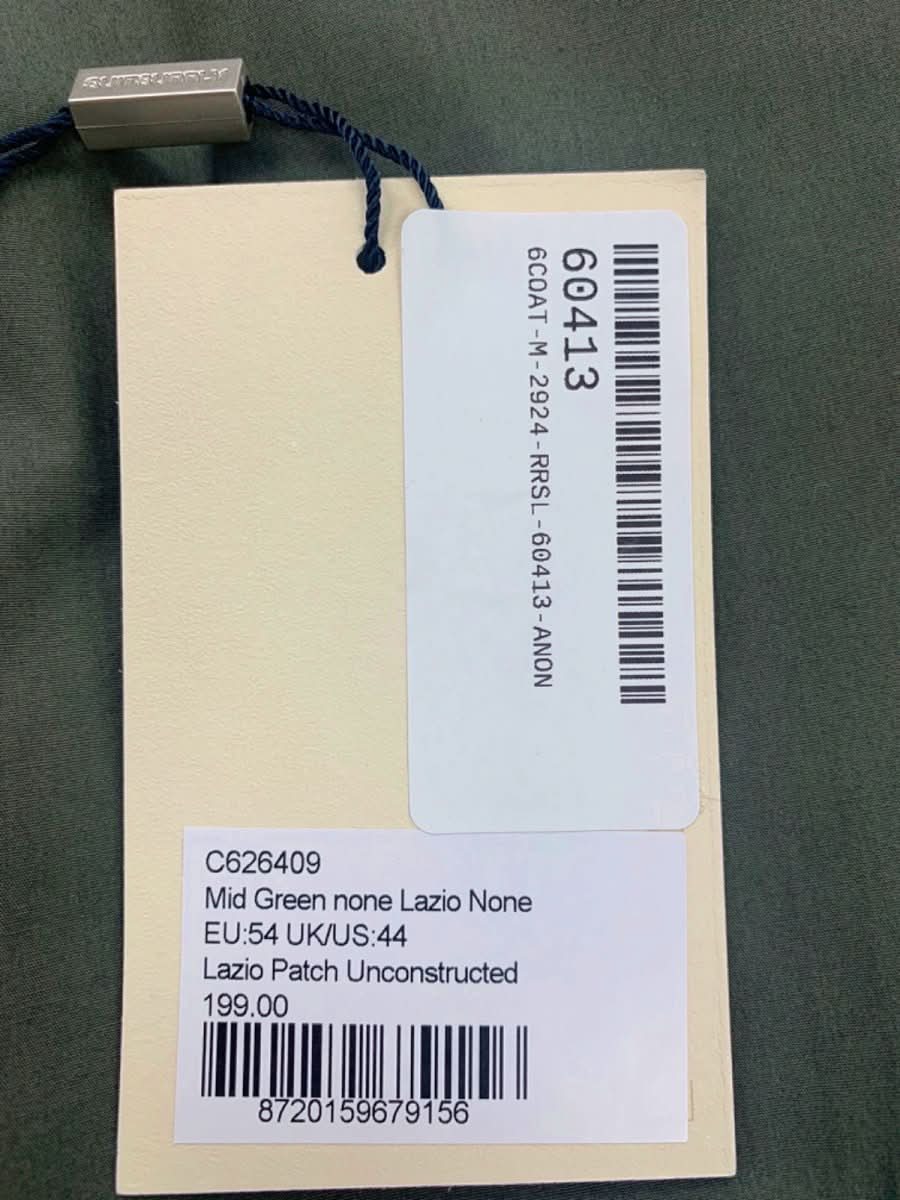 SUITSUPPLY
60413
6COAT-M-2924-RRSL-60413-ANON
C626409
Mid Green none Lazio None
EU:54 UK/US:44
Lazio Patch Unconstructed
199.00
8720159679156